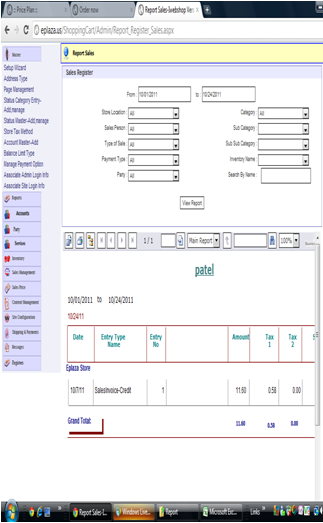 :: Price Plan ::
Order now
Report Sales-(webshop Ver
eplaza.us/ShoppingCart/Admin/Report_Register_Sales.aspx
Master
Setup Wizard
Address Type
Page Management
Status Category Entry-
Add,manage
Status Master-Add,manage
Store Tax Method
Account Master-Add
Balance Limit Type
Manage Payment Option
Associate Admin Login Info
Associate Site Login Info
Reports
Accounts
Party
Services
Inventory
Sales Management
Sales Price
Content Management
Site Configuration
Shipping & Payments
Messages
Registers
Report Sales
Sales Register
From 10/01/2011 to 10/24/2011
Store Location All Category All
Sales Person All Sub Category
Type of Sale All Sub Sub Category
Payment Type All Inventory Name
Party All Search By Name
View Report
1 / 1 Main Report 100%
patel
10/01/2011 to 10/24/2011
10/24/11
Date Entry Type Name Entry No Amount Tax 1 Tax 2
Eplaza Store
10/7/11 SalesInvoice-Credit 1 11.60 0.58 0.00
Grand Total: 11.60 0.58 0.00
Report Sales-(... Windows Live... Report Microsoft Exc... Links